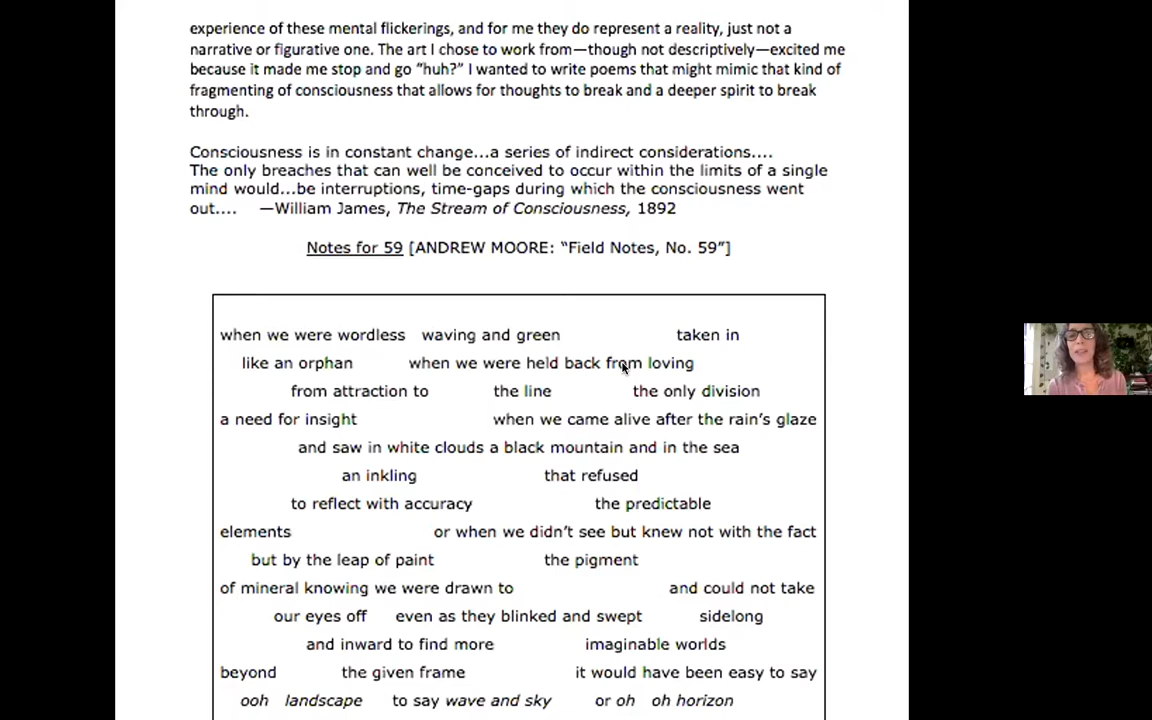 experience of these mental flickerings, and for me they do represent a reality, just not a
narrative or figurative one. The art I chose to work from—though not descriptively—excited me
because it made me stop and go “huh?” I wanted to write poems that might mimic that kind of
fragmenting of consciousness that allows for thoughts to break and a deeper spirit to break
through.
Consciousness is in constant change...a series of indirect considerations....
The only breaches that can well be conceived to occur within the limits of a single
mind would...be interruptions, time-gaps during which the consciousness went
out.... —William James, The Stream of Consciousness, 1892
Notes for 59 [ANDREW MOORE: “Field Notes, No. 59”]
when we were wordless waving and green taken in
like an orphan when we were held back from loving
from attraction to the line the only division
a need for insight when we came alive after the rain’s glaze
and saw in white clouds a black mountain and in the sea
an inkling that refused
to reflect with accuracy the predictable
elements or when we didn’t see but knew not with the fact
but by the leap of paint the pigment
of mineral knowing we were drawn to and could not take
our eyes off even as they blinked and swept sidelong
and inward to find more imaginable worlds
beyond the given frame it would have been easy to say
ooh landscape to say wave and sky or oh oh horizon